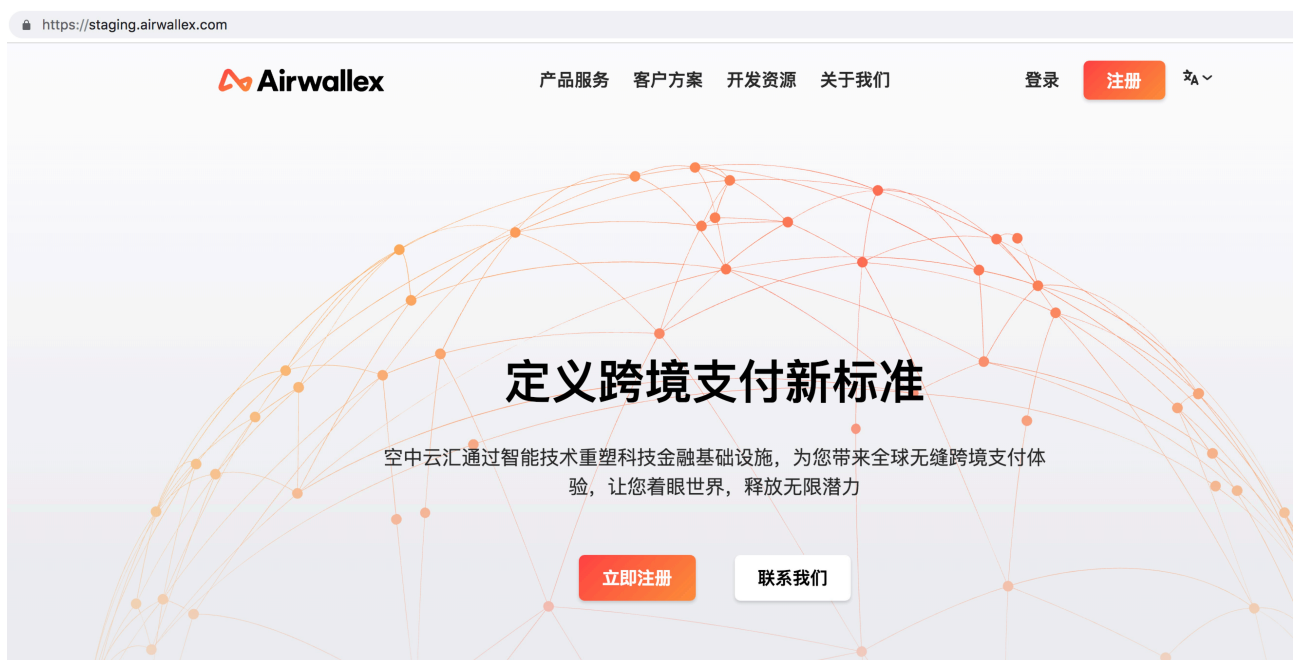 https://staging.airwallex.com
Airwallex 产品服务 客户方案 开发资源 关于我们 登录 注册
定义跨境支付新标准
空中云汇通过智能技术重塑科技金融基础设施，为您带来全球无缝跨境支付体
验，让您着眼世界，释放无限潜力
立即注册 联系我们